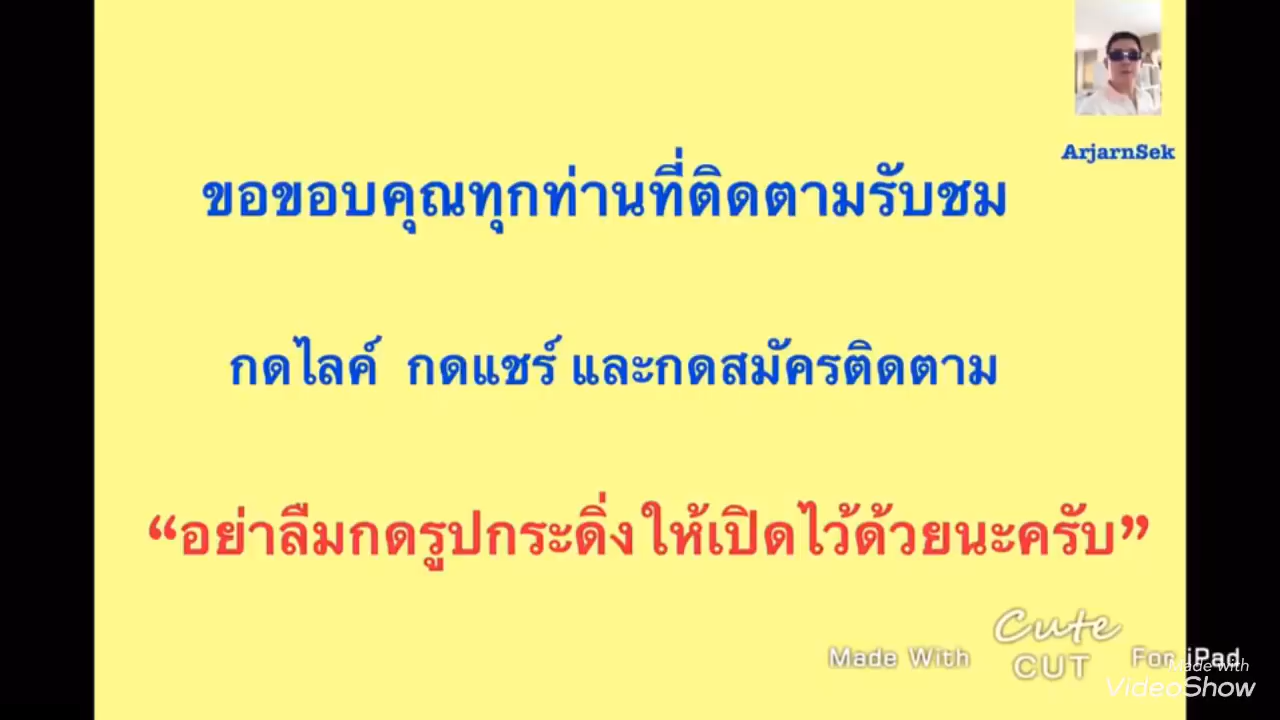 ArjarnSek
ขอขอบคุณทุกท่านที่ติดตามรับชม
กดไลค์ กดแชร์ และกดสมัครติดตาม
“อย่าลืมกดรูปกระดิ่งให้เปิดไว้ด้วยนะครับ”
Made With Cute CUT For iPad
Made with
VideoShow